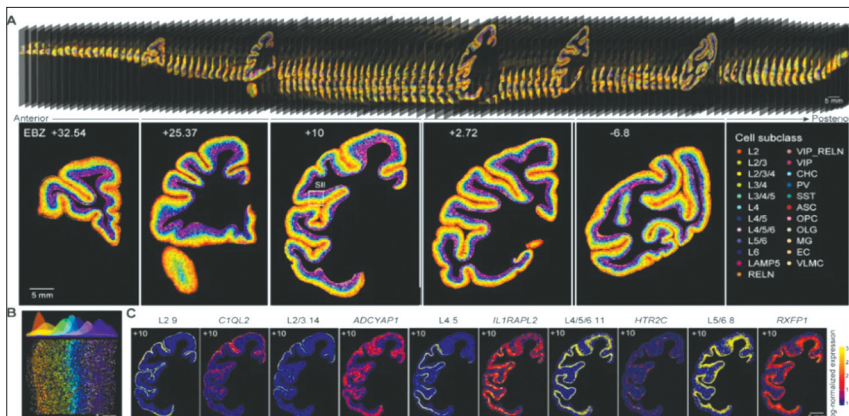 A
5 mm
Anterior
Posterior
EBZ +32.54
+25.37
+10
+2.72
-6.8
SII
5 mm
Cell subclass
L2
L2/3
L2/3/4
L3/4
L3/4/5
L4
L4/5
L4/5/6
L5/6
L6
LAMP5
RELN
VIP_RELN
VIP
CHC
PV
SST
ASC
OPC
OLG
MG
EC
VLMC
B
C
L2.9
C1QL2
L2/3.14
ADCYAP1
L4.5
IL1RAPL2
L4/5/6.11
HTR2C
L5/6.8
RXFP1
+10
+10
+10
+10
+10
+10
+10
+10
+10
+10
log-normalized expression